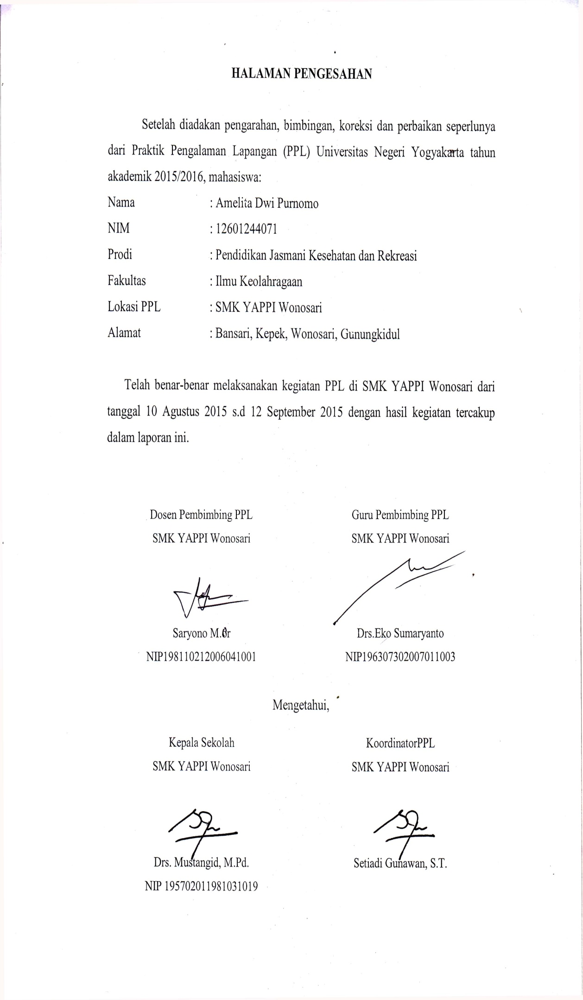 HALAMAN PENGESAHAN
Setelah diadakan pengarahan, bimbingan, koreksi dan perbaikan seperlunya
dari Praktik Pengalaman Lapangan (PPL) Universitas Negeri Yogyakarta tahun
akademik 2015/2016, mahasiswa:
Nama : Amelita Dwi Purnomo
NIM : 12601244071
Prodi : Pendidikan Jasmani Kesehatan dan Rekreasi
Fakultas : Ilmu Keolahragaan
Lokasi PPL : SMK YAPPI Wonosari
Alamat : Bansari, Kepek, Wonosari, Gunungkidul
Telah benar-benar melaksanakan kegiatan PPL di SMK YAPPI Wonosari dari
tanggal 10 Agustus 2015 s.d 12 September 2015 dengan hasil kegiatan tercakup
dalam laporan ini.
Dosen Pembimbing PPL Guru Pembimbing PPL
SMK YAPPI Wonosari SMK YAPPI Wonosari
Saryono M.Or Drs.Eko Sumaryanto
NIP198110212006041001 NIP196307302007011003
Mengetahui,
Kepala Sekolah KoordinatorPPL
SMK YAPPI Wonosari SMK YAPPI Wonosari
Drs. Mustangid, M.Pd. Setiadi Gunawan, S.T.
NIP 195702011981031019